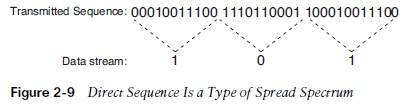 Transmitted Sequence: 00010011100 1110110001 100010011100
Data stream: 1 0 1
Figure 2-9 Direct Sequence Is a Type of Spread Spectrum